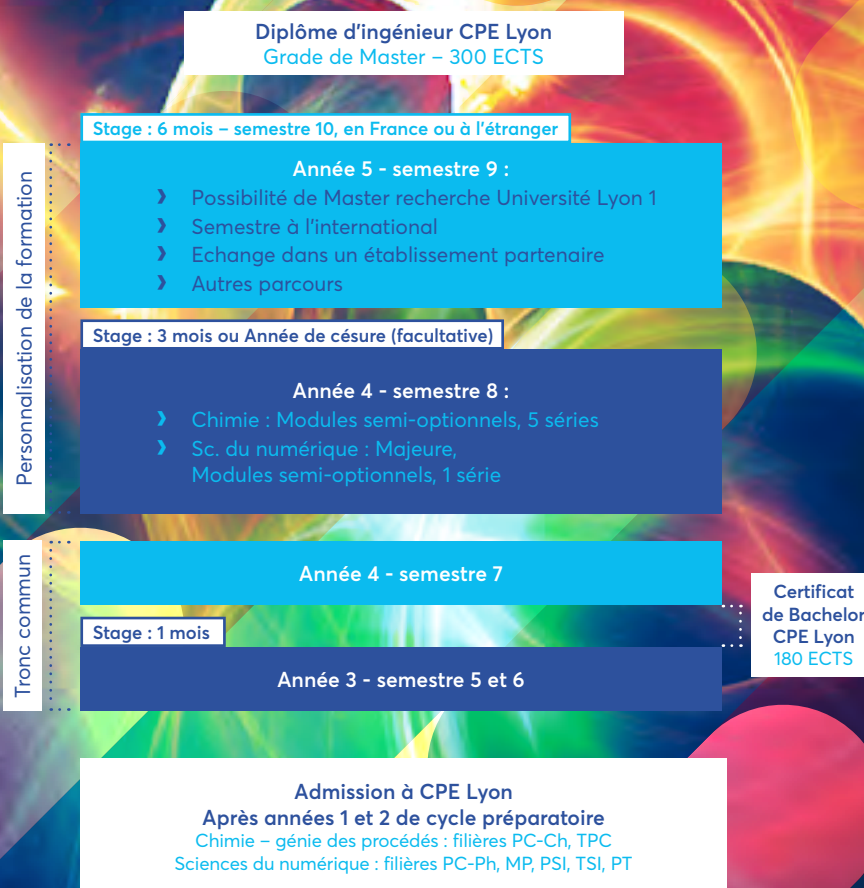 Diplôme d'ingénieur CPE Lyon
Grade de Master – 300 ECTS
Stage : 6 mois – semestre 10, en France ou à l'étranger
Année 5 - semestre 9 :
❯ Possibilité de Master recherche Université Lyon 1
❯ Semestre à l'international
❯ Echange dans un établissement partenaire
❯ Autres parcours
Stage : 3 mois ou Année de césure (facultative)
Année 4 - semestre 8 :
❯ Chimie : Modules semi-optionnels, 5 séries
❯ Sc. du numérique : Majeure,
Modules semi-optionnels, 1 série
Personnalisation de la formation
Année 4 - semestre 7
Stage : 1 mois
Année 3 - semestre 5 et 6
Tronc commun
Certificat
de Bachelor
CPE Lyon
180 ECTS
Admission à CPE Lyon
Après années 1 et 2 de cycle préparatoire
Chimie – génie des procédés : filières PC-Ch, TPC
Sciences du numérique : filières PC-Ph, MP, PSI, TSI, PT